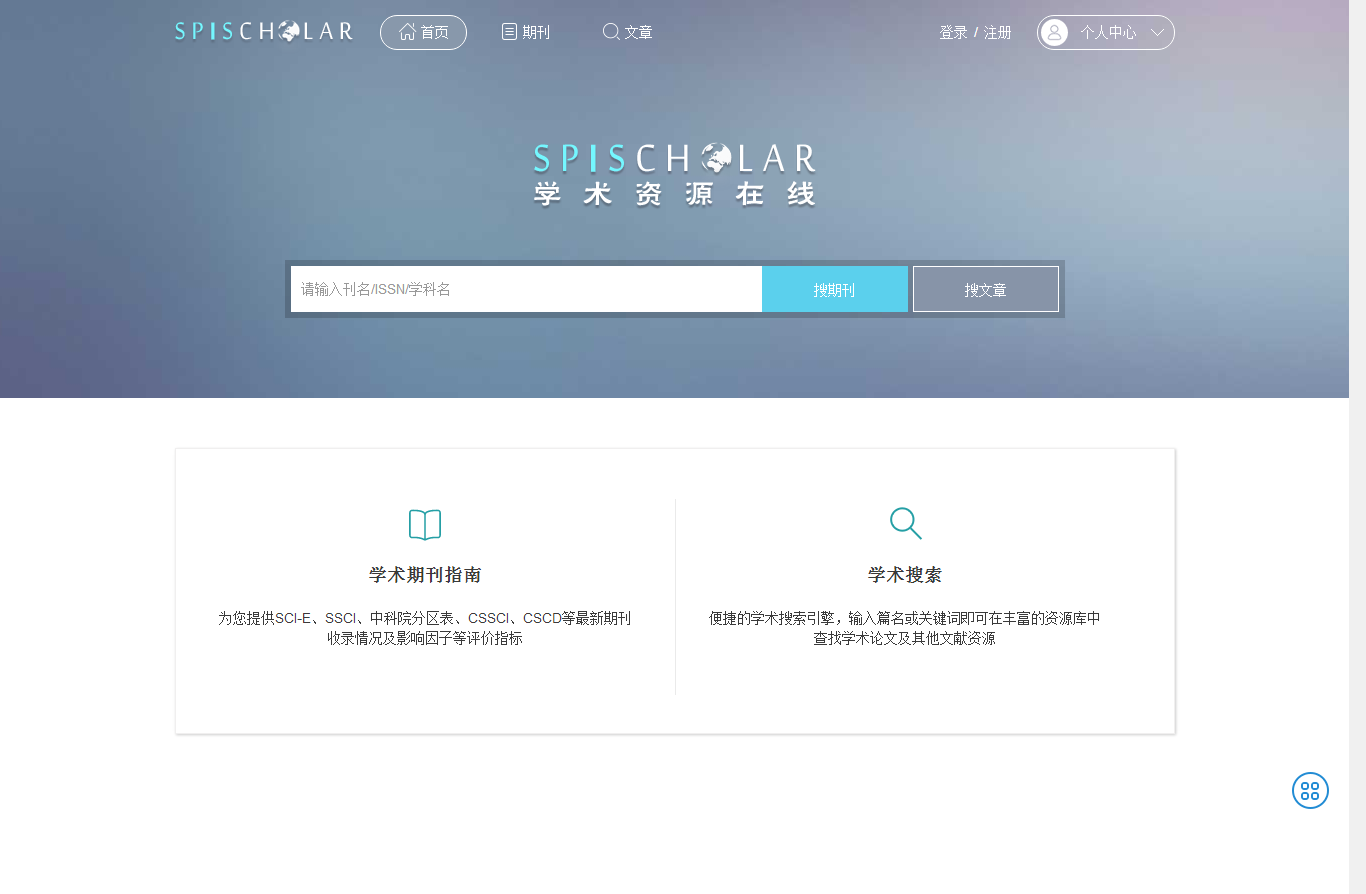 SPISCHOLAR 首页 期刊 文章 登录 / 注册 个人中心
SPISCHOLAR
学术资源在线
请输入刊名/ISSN/学科名 搜期刊 搜文章
学术期刊指南
为您提供SCI-E、SSCI、中科院分区表、CSSCI、CSCD等最新期刊
收录情况及影响因子等评价指标
学术搜索
便捷的学术搜索引擎，输入篇名或关键词即可在丰富的资源库中
查找学术论文及其他文献资源